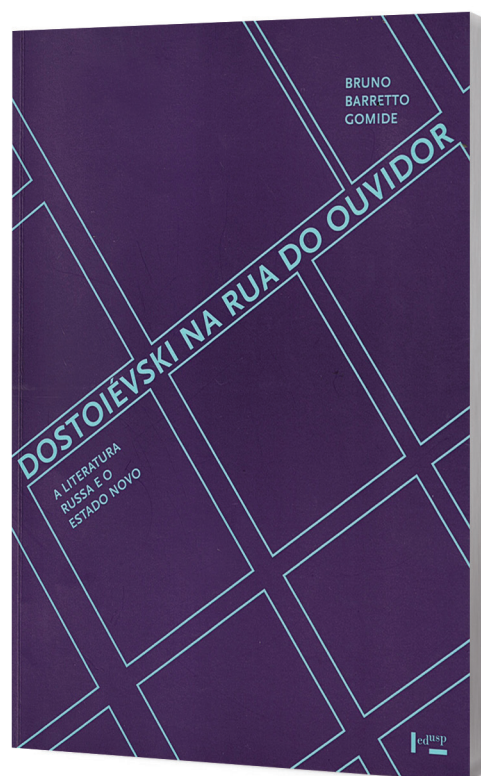 BRUNO
BARRETTO
GOMIDE
DOSTOIÉVSKI NA RUA DO OUVIDOR
A LITERATURA
RUSSA E O
ESTADO NOVO
edusp